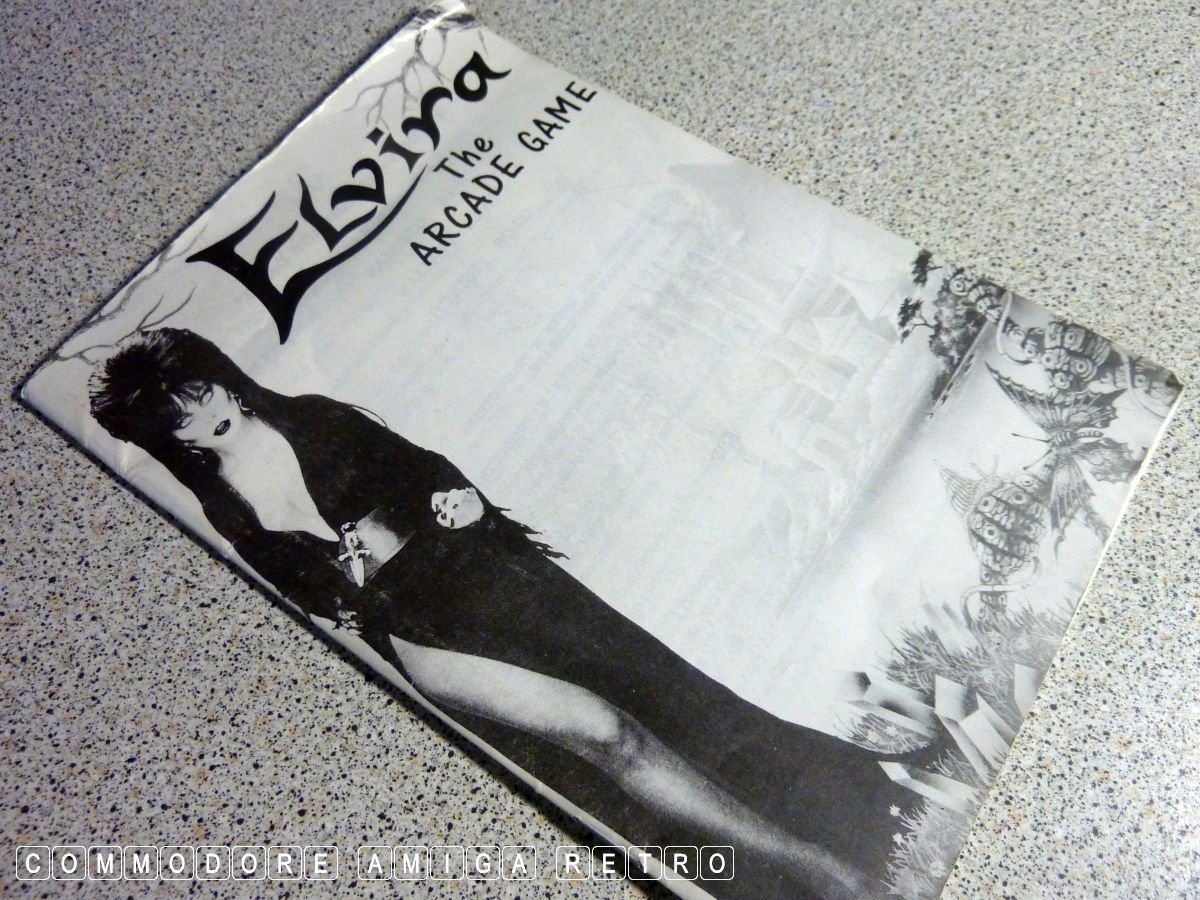 Elvira
The
ARCADE GAME
COMMODORE AMIGA RETRO